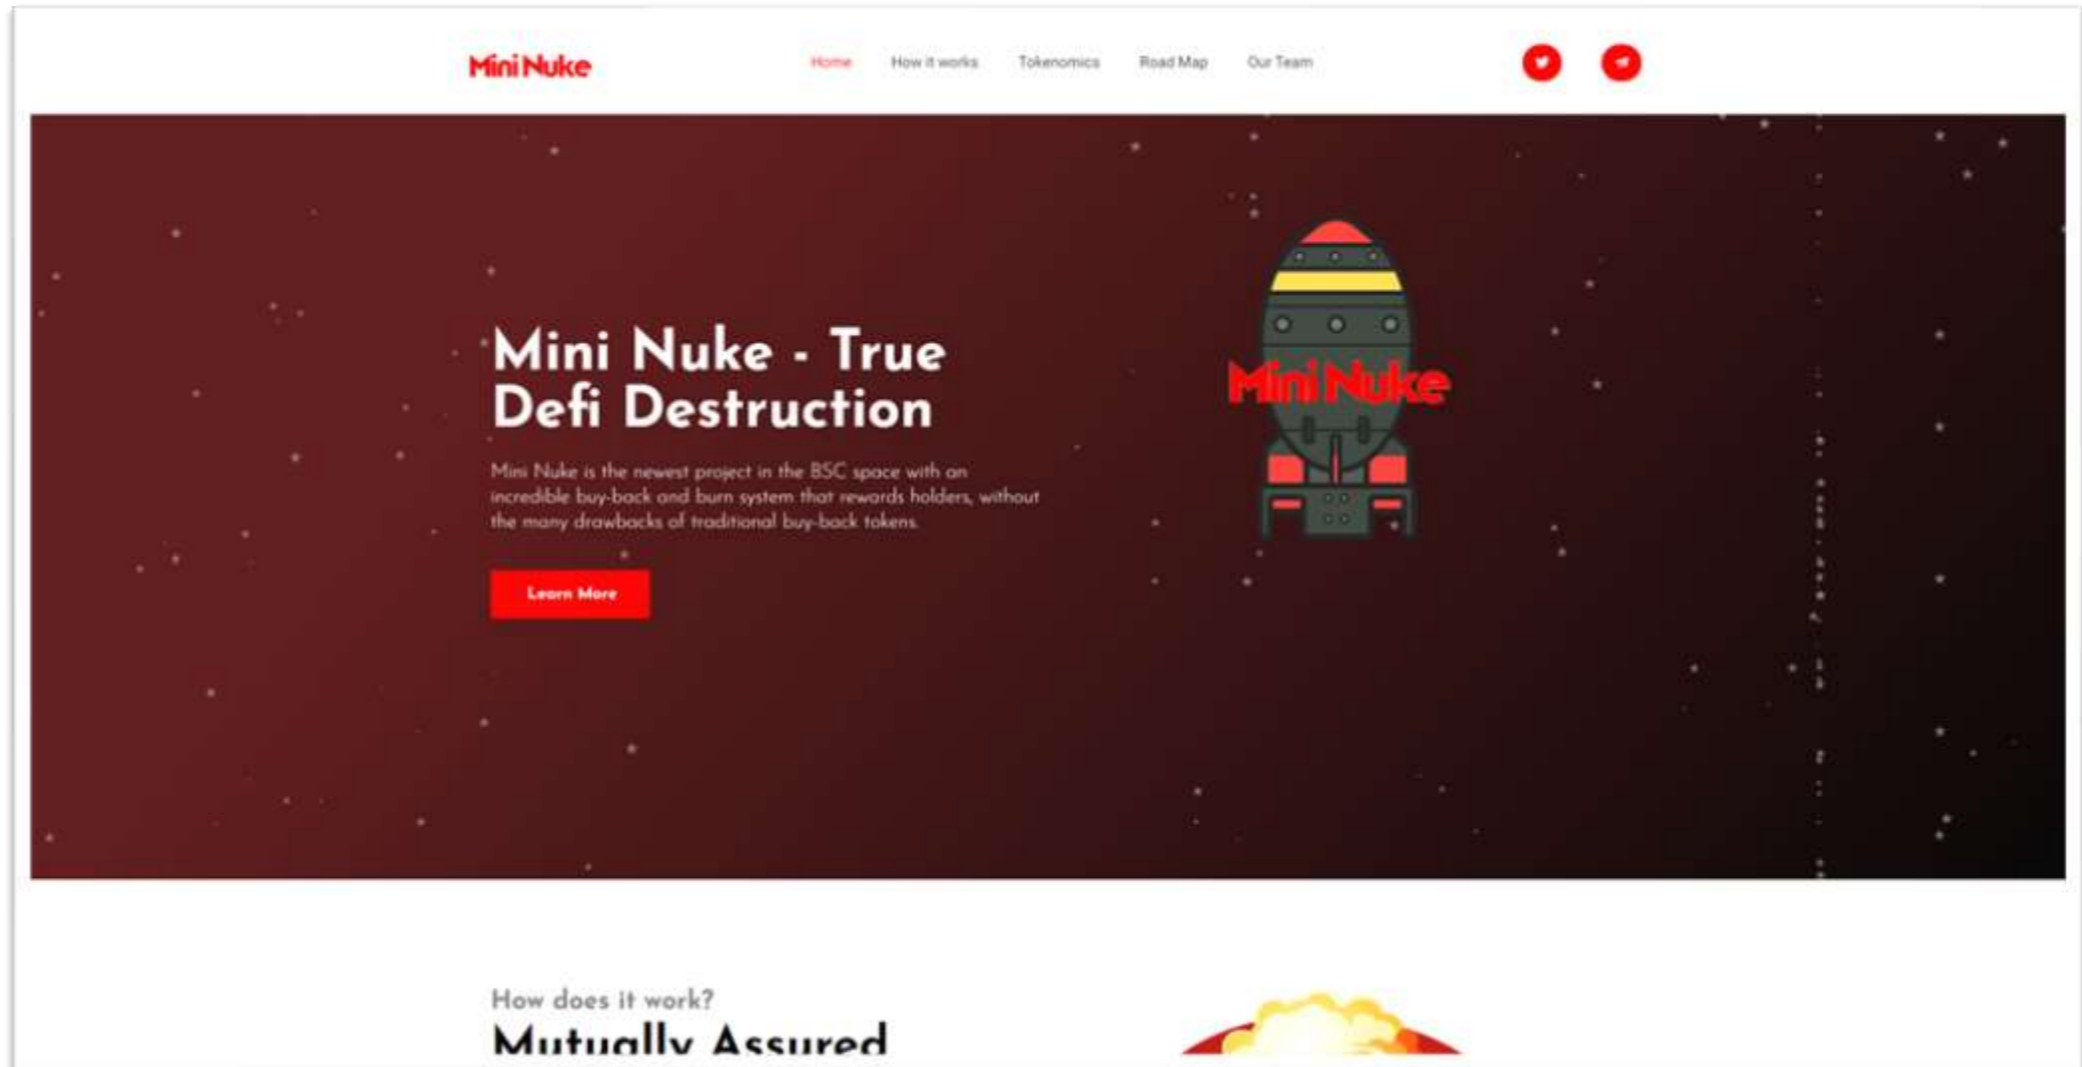 Mini Nuke
Home How it works Tokenomics Road Map Our Team
Mini Nuke - True
Defi Destruction
Mini Nuke is the newest project in the BSC space with an
incredible buy-back and burn system that rewards holders, without
the many drawbacks of traditional buy-back tokens.
Learn More
Mini Nuke
How does it work?
Mutually Assured